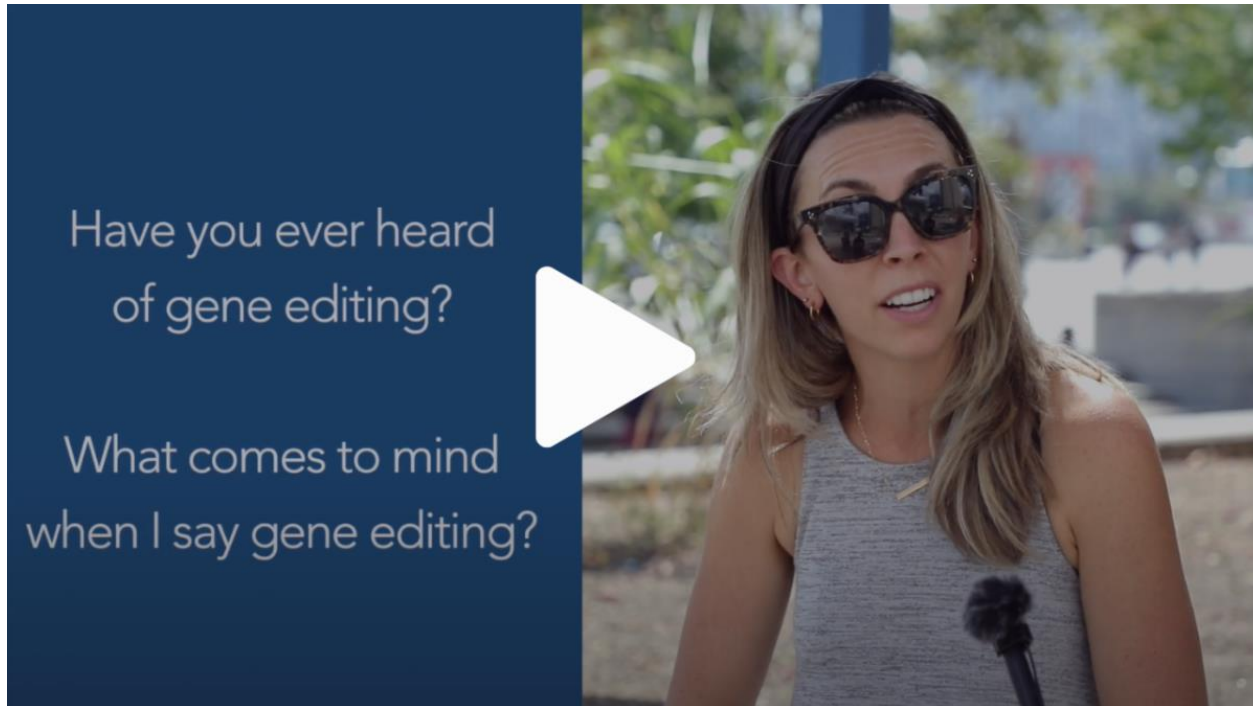 Have you ever heard
of gene editing?
What comes to mind
when I say gene editing?